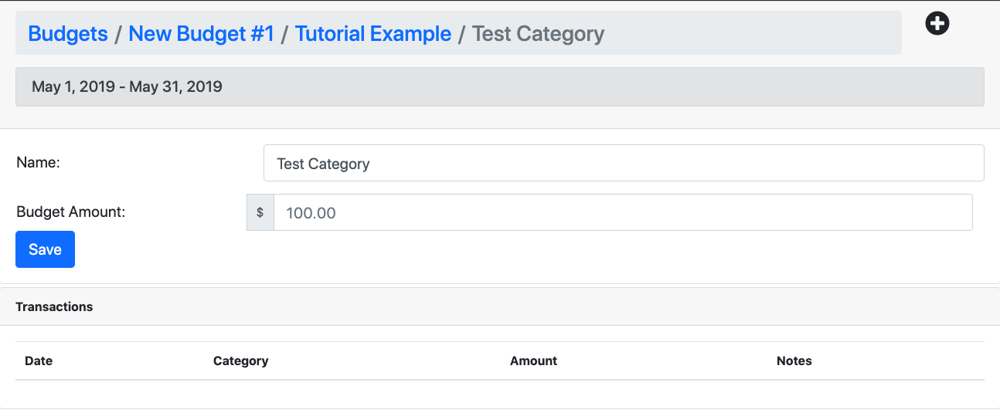 Budgets / New Budget #1 / Tutorial Example / Test Category
May 1, 2019 - May 31, 2019
Name: Test Category
Budget Amount: $ 100.00
Save
Transactions
Date Category Amount Notes